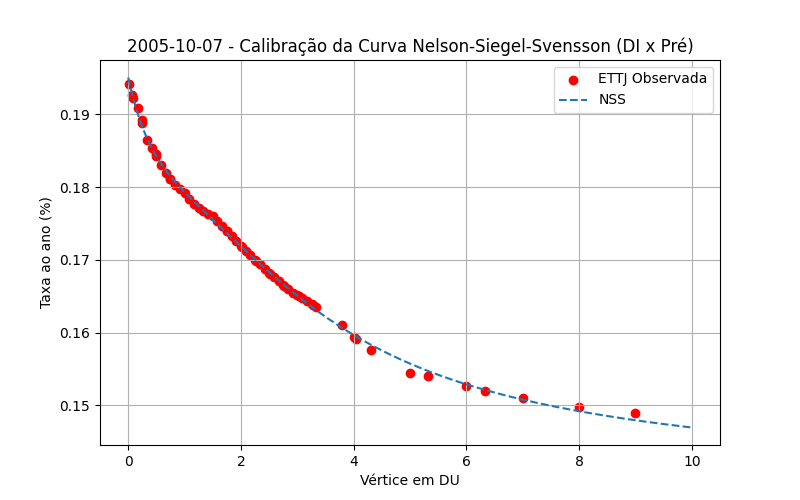 2005-10-07 - Calibração da Curva Nelson-Siegel-Svensson (DI x Pré)
ETTJ Observada
NSS
Taxa ao ano (%)
0.19
0.18
0.17
0.16
0.15
0 2 4 6 8 10
Vértice em DU